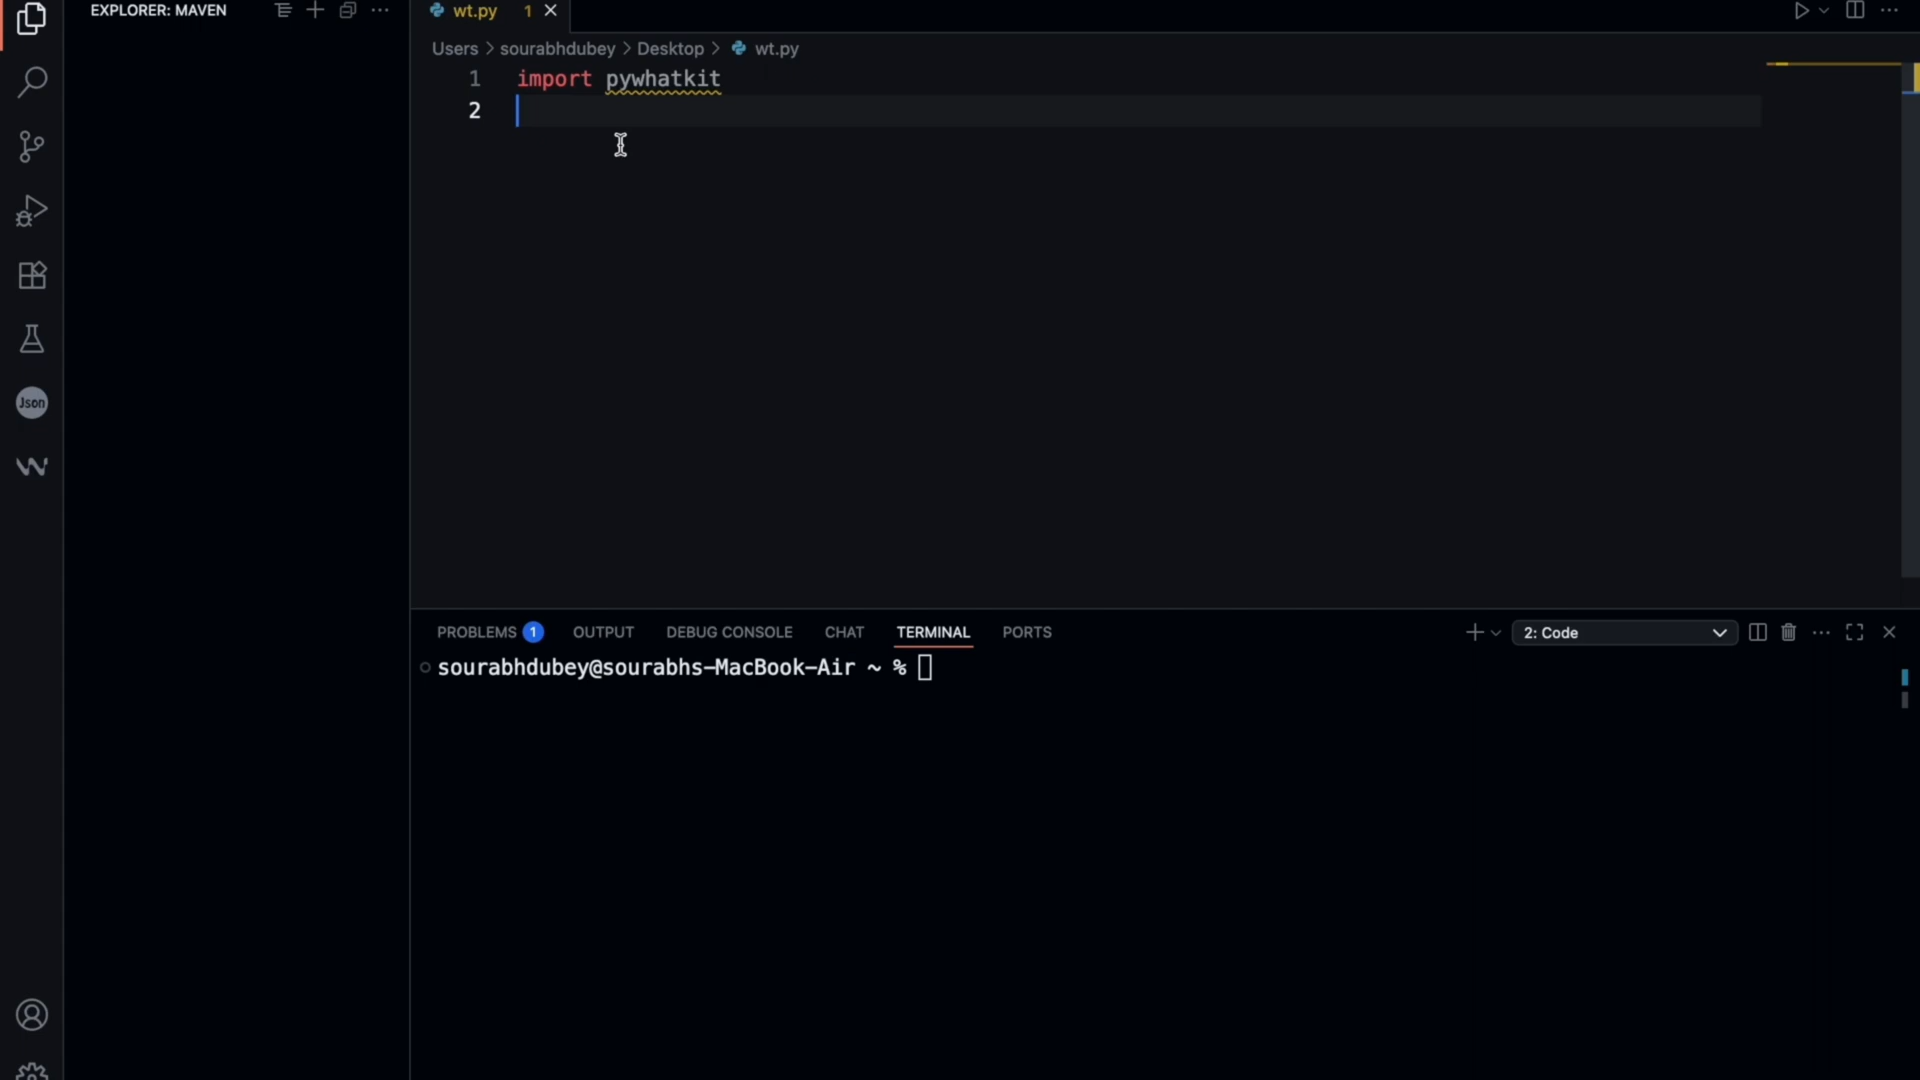 EXPLORER: MAVEN
wt.py 1
Users > sourabhdubey > Desktop > wt.py
1 import pywhatkit
2
Json
PROBLEMS 1 OUTPUT DEBUG CONSOLE CHAT TERMINAL PORTS 2: Code
sourabhdubey@sourabhs-MacBook-Air ~ %